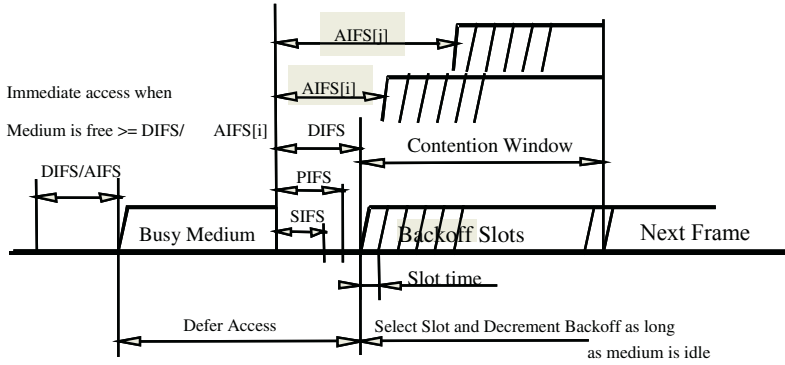 AIFS[j]
AIFS[i]
Immediate access when
Medium is free >= DIFS/ AIFS[i]
DIFS
Contention Window
DIFS/AIFS
PIFS
SIFS
Busy Medium
Backoff Slots
Next Frame
Slot time
Defer Access
Select Slot and Decrement Backoff as long
as medium is idle